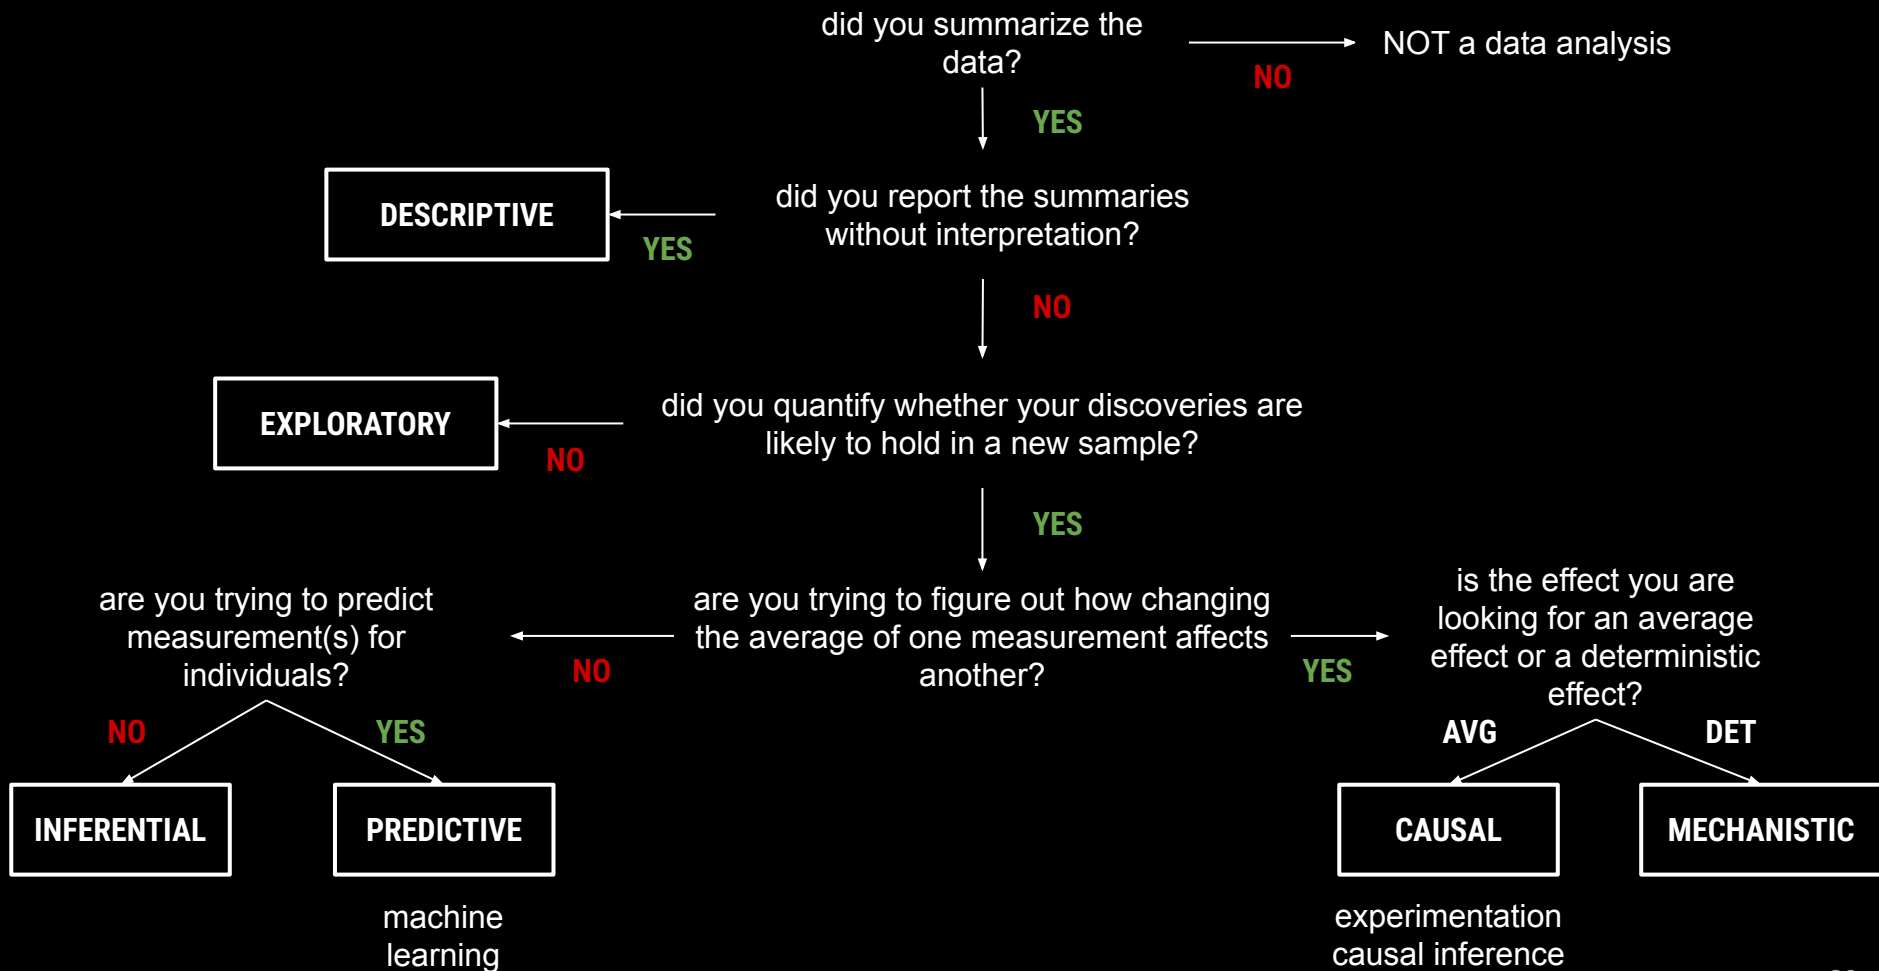 did you summarize the
data?
NOT a data analysis
NO
YES
did you report the summaries
without interpretation?
DESCRIPTIVE
YES
NO
did you quantify whether your discoveries are
likely to hold in a new sample?
EXPLORATORY
NO
YES
are you trying to predict
measurement(s) for
individuals?
are you trying to figure out how changing
the average of one measurement affects
another?
is the effect you are
looking for an average
effect or a deterministic
effect?
NO
YES
NO
YES
AVG
DET
INFERENTIAL
PREDICTIVE
CAUSAL
MECHANISTIC
machine
learning
experimentation
causal inference